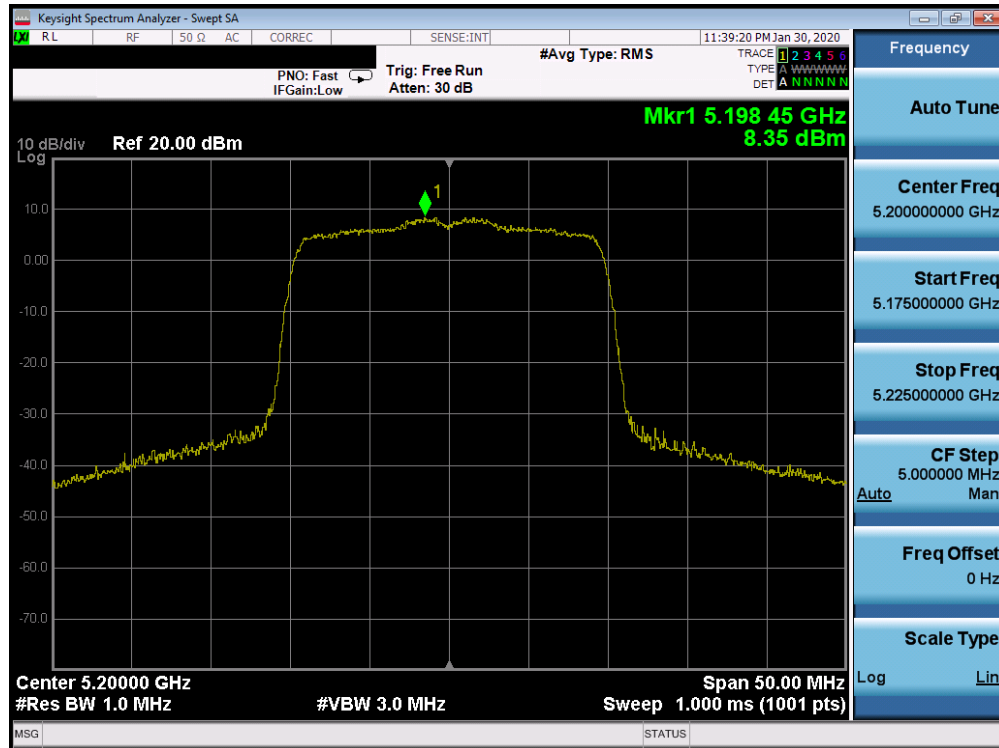 Keysight Spectrum Analyzer - Swept SA
LXI RL RF 50 Ω AC CORREC SENSE:INT 11:39:20 PM Jan 30, 2020
#Avg Type: RMS
TRACE 1 2 3 4 5 6
TYPE A WWWWW
DET A N N N N N
PNO: Fast
IFGain:Low
Trig: Free Run
Atten: 30 dB
Mkr1 5.198 45 GHz
8.35 dBm
10 dB/div Ref 20.00 dBm
Log
1
10.0
0.00
-10.0
-20.0
-30.0
-40.0
-50.0
-60.0
-70.0
Center 5.20000 GHz
Span 50.00 MHz
#Res BW 1.0 MHz
#VBW 3.0 MHz
Sweep 1.000 ms (1001 pts)
MSG
STATUS
Frequency
Auto Tune
Center Freq
5.200000000 GHz
Start Freq
5.175000000 GHz
Stop Freq
5.225000000 GHz
CF Step
5.000000 MHz
Auto Man
Freq Offset
0 Hz
Scale Type
Log Lin